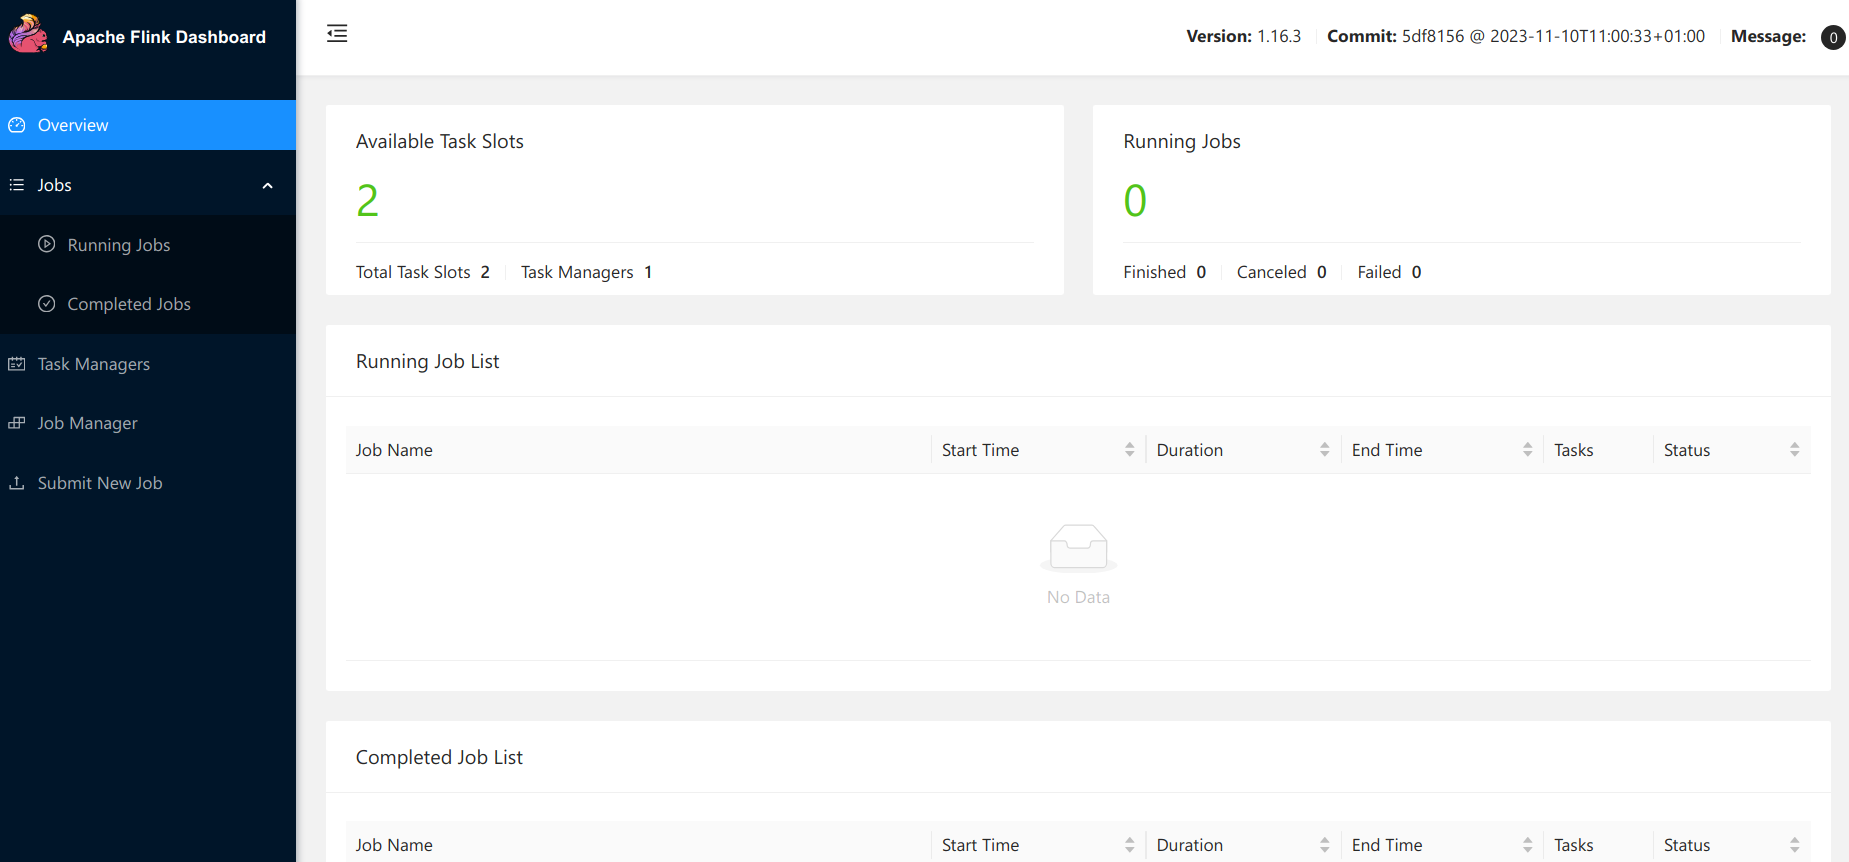 Apache Flink Dashboard
Version: 1.16.3 Commit: 5df8156 @ 2023-11-10T11:00:33+01:00 Message: 0
Overview
Jobs
Running Jobs
Completed Jobs
Task Managers
Job Manager
Submit New Job
Available Task Slots
2
Total Task Slots 2 Task Managers 1
Running Jobs
0
Finished 0 Canceled 0 Failed 0
Running Job List
Job Name Start Time Duration End Time Tasks Status
No Data
Completed Job List
Job Name Start Time Duration End Time Tasks Status